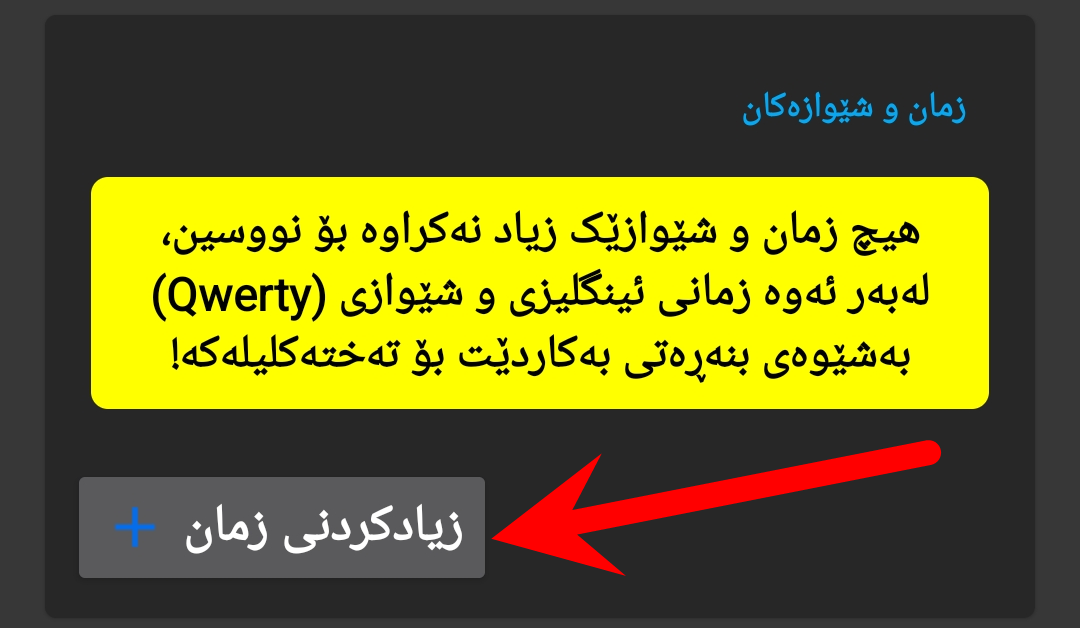 زمان و شێوازەکان
هیچ زمان و شێوازێک زیاد نەکراوە بۆ نووسین،
لەبەر ئەوە زمانی ئینگلیزی و شێوازی (Qwerty)
بەشێوەی بنەڕەتی بەکاردێت بۆ تەختەکلیلەکە!
زیادکردنی زمان